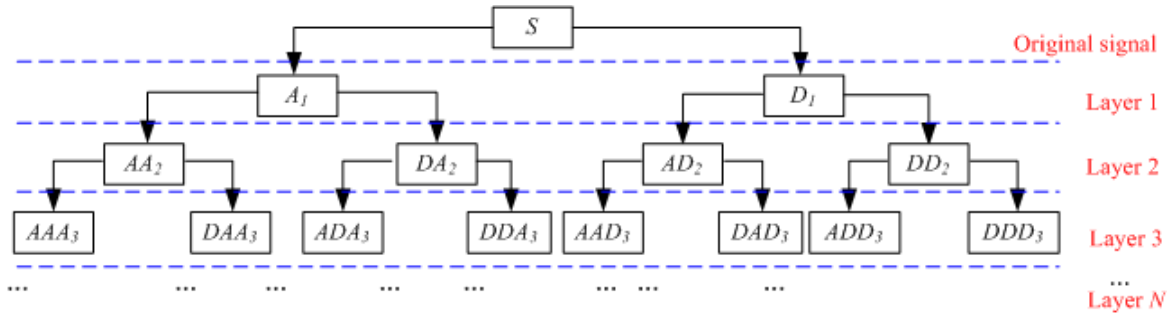 S
Original signal
A₁ D₁ Layer 1
AA₂ DA₂ AD₂ DD₂ Layer 2
AAA₃ DAA₃ ADA₃ DDA₃ AAD₃ DAD₃ ADD₃ DDD₃ Layer 3
... ... ... ... ... ... ... ... ...
Layer N